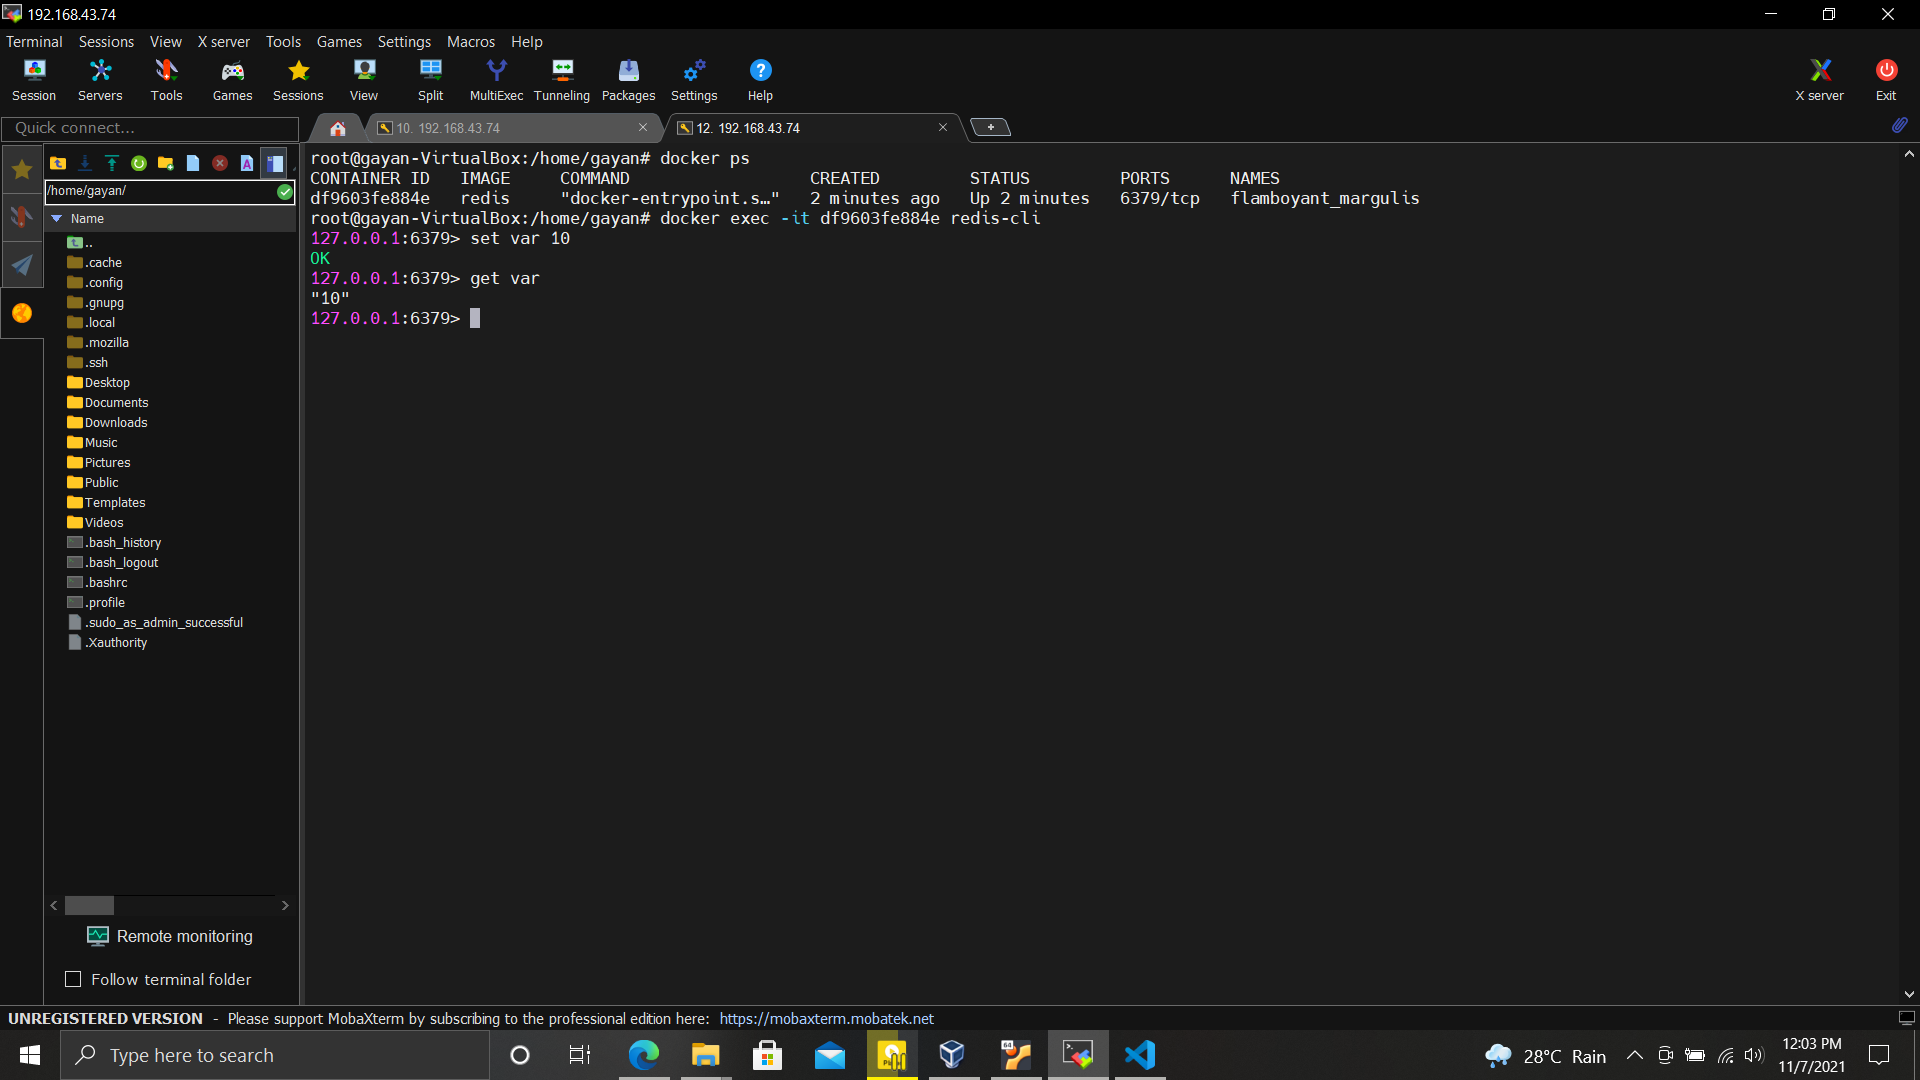 192.168.43.74
Terminal Sessions View X server Tools Games Settings Macros Help
Session Servers Tools Games Sessions View Split MultiExec Tunneling Packages Settings Help X server Exit
Quick connect...
10. 192.168.43.74
12. 192.168.43.74
/home/gayan/
Name
..
.cache
.config
.gnupg
.local
.mozilla
.ssh
Desktop
Documents
Downloads
Music
Pictures
Public
Templates
Videos
.bash_history
.bash_logout
.bashrc
.profile
.sudo_as_admin_successful
.Xauthority
Remote monitoring
Follow terminal folder
root@gayan-VirtualBox:/home/gayan# docker ps
CONTAINER ID IMAGE COMMAND CREATED STATUS PORTS NAMES
df9603fe884e redis "docker-entrypoint.s…" 2 minutes ago Up 2 minutes 6379/tcp flamboyant_margulis
root@gayan-VirtualBox:/home/gayan# docker exec -it df9603fe884e redis-cli
127.0.0.1:6379> set var 10
OK
127.0.0.1:6379> get var
"10"
127.0.0.1:6379>
UNREGISTERED VERSION - Please support MobaXterm by subscribing to the professional edition here: https://mobaxterm.mobatek.net
Type here to search
28°C Rain
12:03 PM
11/7/2021